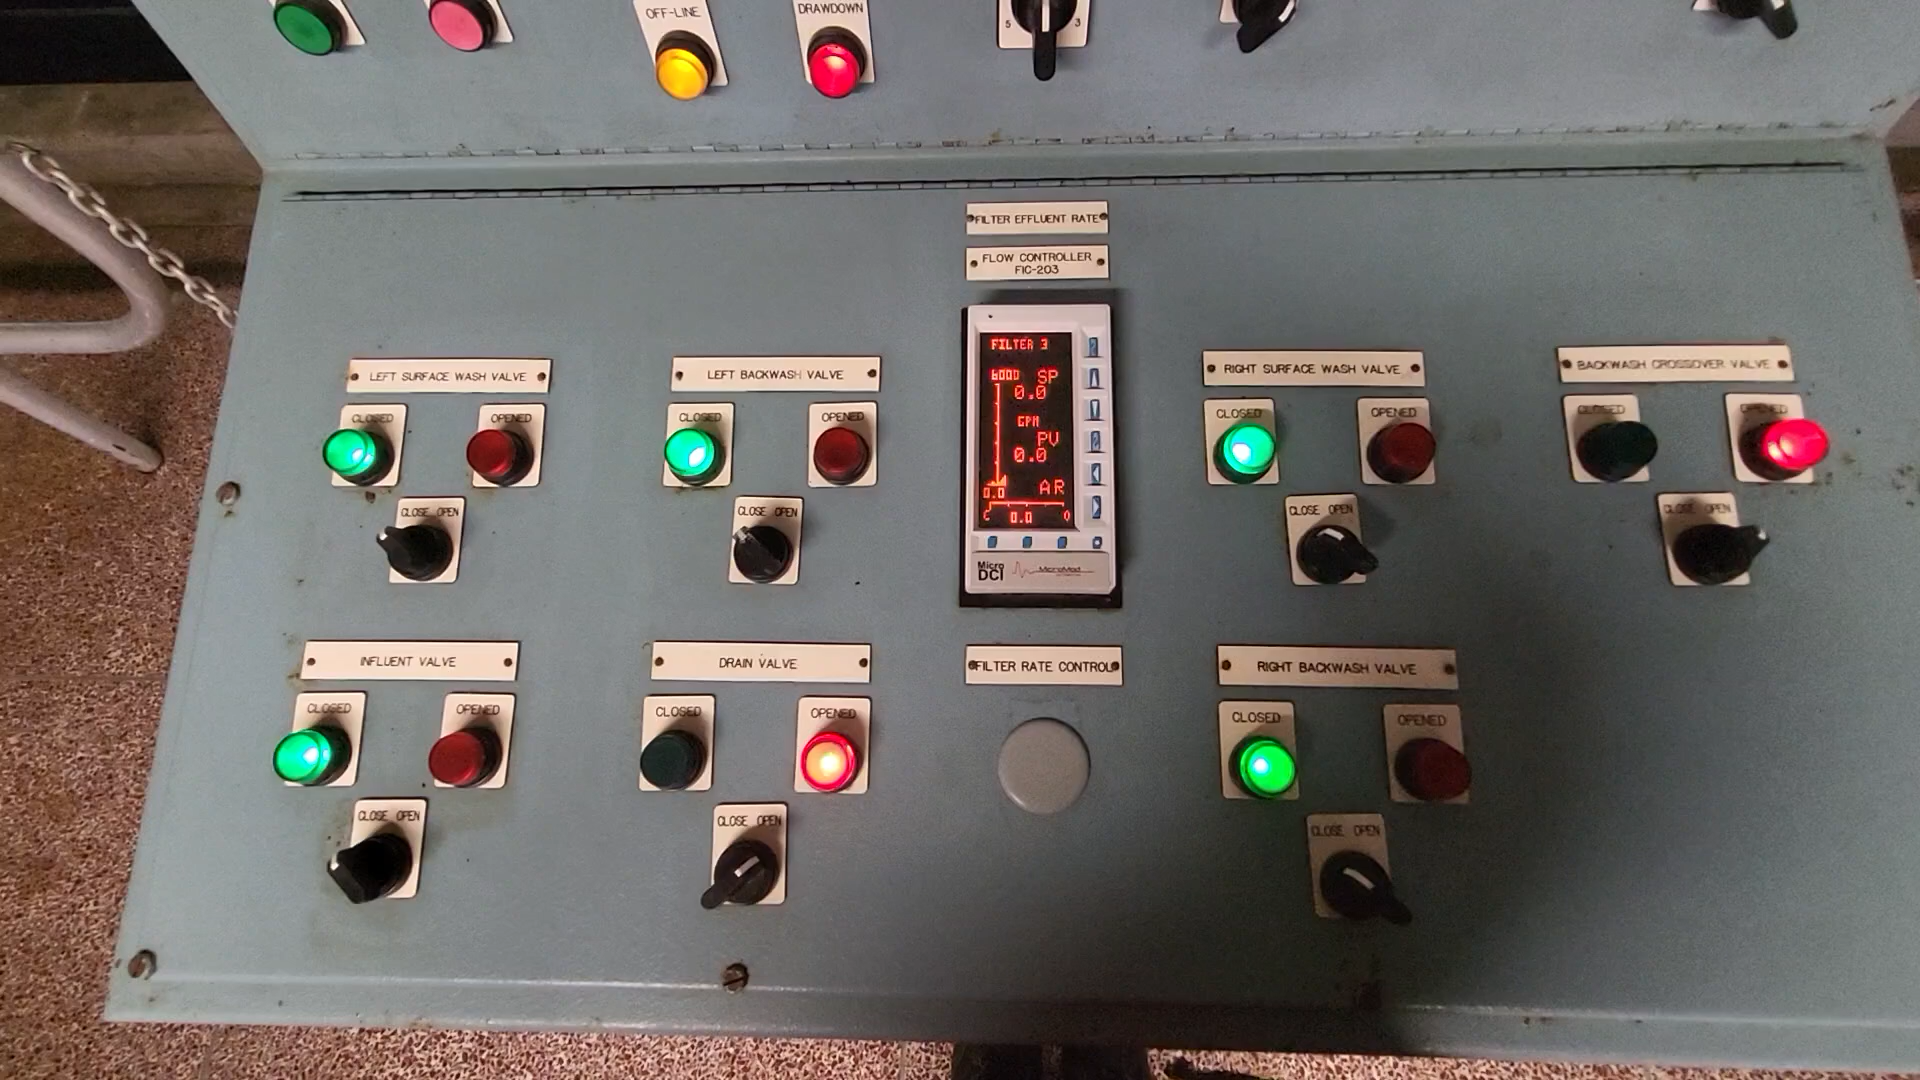 OFF-LINE
DRAWDOWN
5
3
FILTER EFFLUENT RATE
FLOW CONTROLLER
FIC-203
LEFT SURFACE WASH VALVE
CLOSED
OPENED
CLOSE OPEN
LEFT BACKWASH VALVE
CLOSED
OPENED
CLOSE OPEN
FILTER 3
6000 SP
0.0
GPM
PV
0.0
0.0
AR
C 0.0 O
Micro
DCI
MicroMod
RIGHT SURFACE WASH VALVE
CLOSED
OPENED
CLOSE OPEN
BACKWASH CROSSOVER VALVE
CLOSED
OPENED
CLOSE OPEN
INFLUENT VALVE
CLOSED
OPENED
CLOSE OPEN
DRAIN VALVE
CLOSED
OPENED
CLOSE OPEN
FILTER RATE CONTROL
RIGHT BACKWASH VALVE
CLOSED
OPENED
CLOSE OPEN